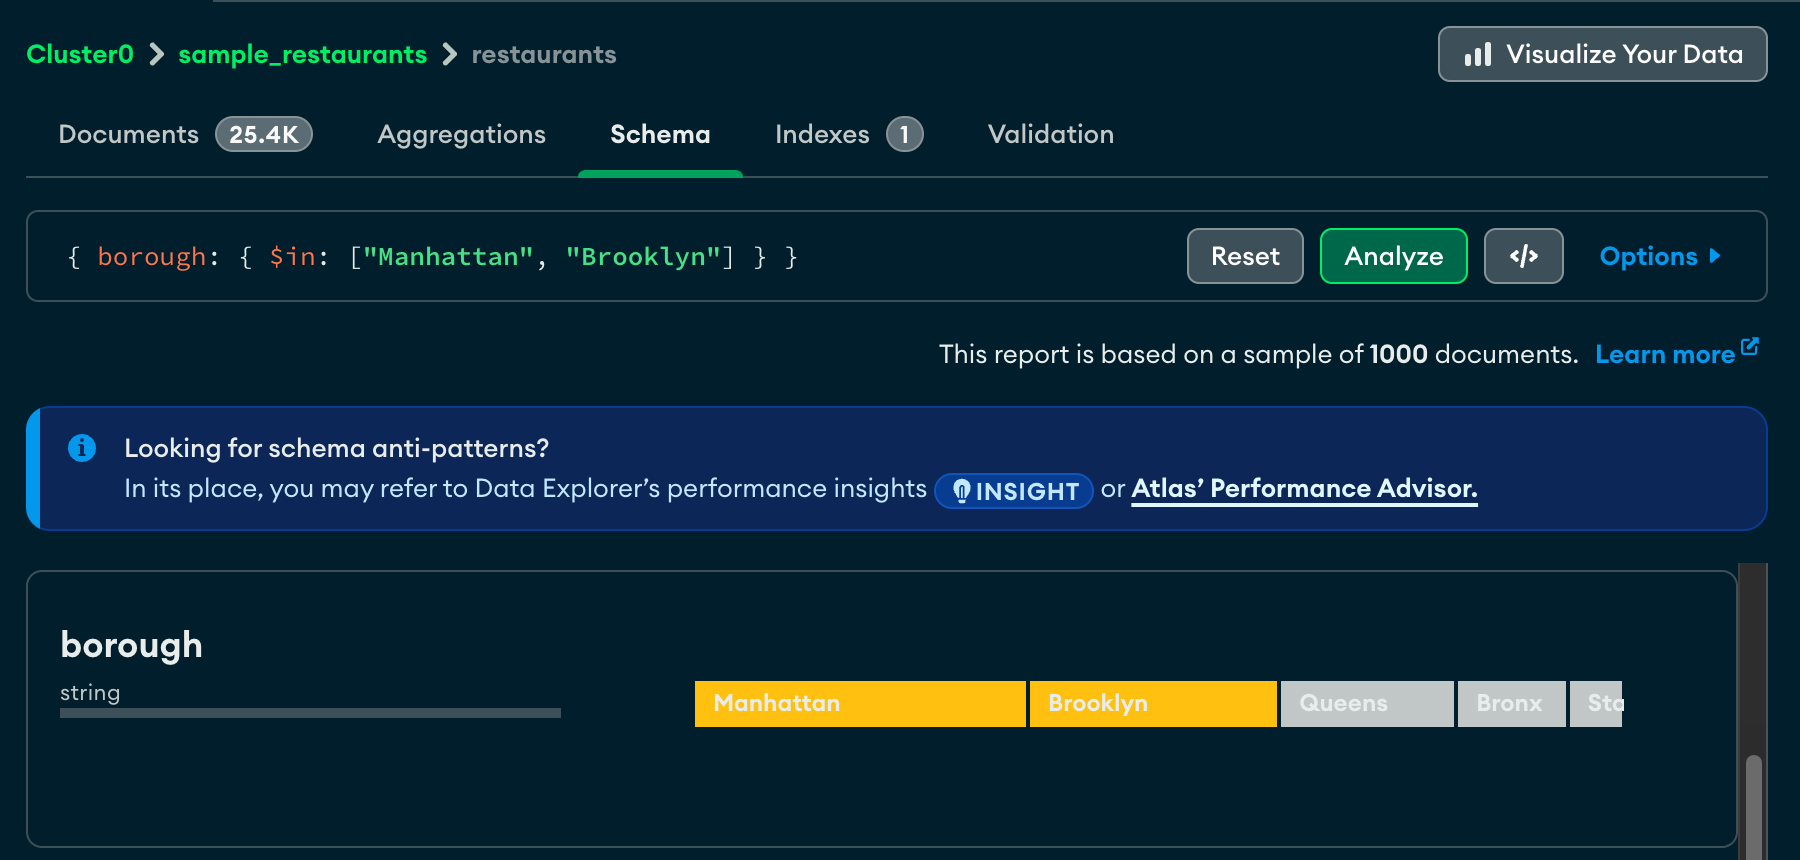 Cluster0 > sample_restaurants > restaurants
Visualize Your Data
Documents 25.4K Aggregations Schema Indexes 1 Validation
{ borough: { $in: ["Manhattan", "Brooklyn"] } }
Reset Analyze </> Options
This report is based on a sample of 1000 documents. Learn more
Looking for schema anti-patterns?
In its place, you may refer to Data Explorer’s performance insights INSIGHT or Atlas’ Performance Advisor.
borough
string
Manhattan Brooklyn Queens Bronx Sta